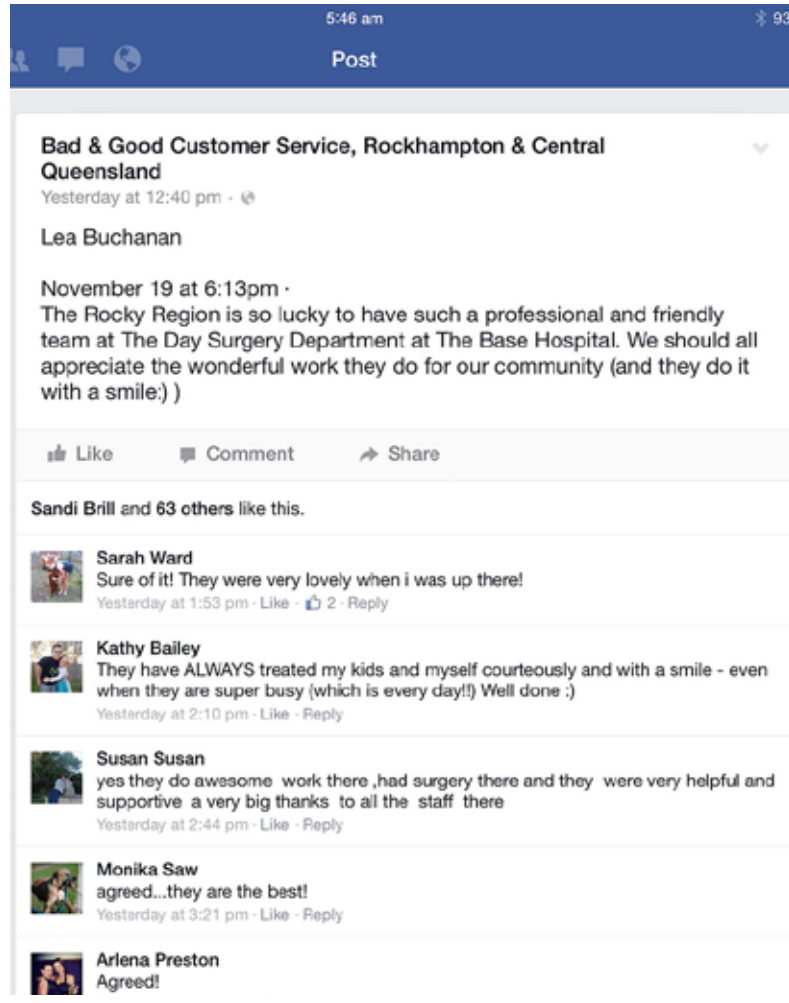 5:46 am
93
Post
Bad & Good Customer Service, Rockhampton & Central
Queensland
Yesterday at 12:40 pm ·
Lea Buchanan
November 19 at 6:13pm ·
The Rocky Region is so lucky to have such a professional and friendly
team at The Day Surgery Department at The Base Hospital. We should all
appreciate the wonderful work they do for our community (and they do it
with a smile:) )
Like Comment Share
Sandi Brill and 63 others like this.
Sarah Ward
Sure of it! They were very lovely when i was up there!
Yesterday at 1:53 pm · Like · 2 · Reply
Kathy Bailey
They have ALWAYS treated my kids and myself courteously and with a smile - even
when they are super busy (which is every day!!) Well done :)
Yesterday at 2:10 pm · Like · Reply
Susan Susan
yes they do awesome work there ,had surgery there and they were very helpful and
supportive a very big thanks to all the staff there
Yesterday at 2:44 pm · Like · Reply
Monika Saw
agreed...they are the best!
Yesterday at 3:21 pm · Like · Reply
Arlena Preston
Agreed!